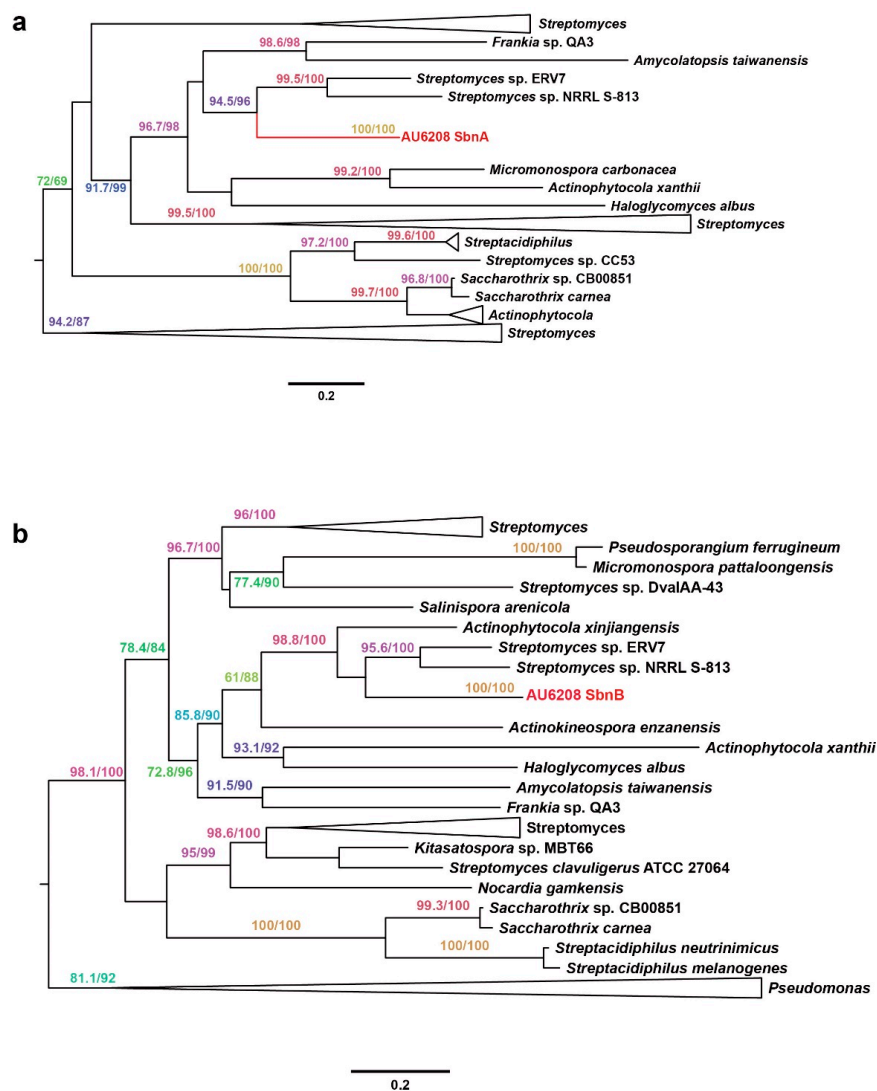 a
Streptomyces
98.6/98
Frankia sp. QA3
Amycolatopsis taiwanensis
99.5/100
Streptomyces sp. ERV7
94.5/96
Streptomyces sp. NRRL S-813
96.7/98
100/100
AU6208 SbnA
99.2/100
Micromonospora carbonacea
72/69
91.7/99
Actinophytocola xanthii
99.5/100
Haloglycomyces albus
Streptomyces
97.2/100
99.6/100
Streptacidiphilus
100/100
Streptomyces sp. CC53
96.8/100
Saccharothrix sp. CB00851
99.7/100
Saccharothrix carnea
Actinophytocola
94.2/87
Streptomyces
0.2
b
96/100
Streptomyces
96.7/100
100/100
Pseudosporangium ferrugineum
Micromonospora pattaloongensis
77.4/90
Streptomyces sp. DvalAA-43
Salinispora arenicola
78.4/84
98.8/100
Actinophytocola xinjiangensis
95.6/100
Streptomyces sp. ERV7
61/88
Streptomyces sp. NRRL S-813
100/100
AU6208 SbnB
85.8/90
Actinokineospora enzanensis
93.1/92
Actinophytocola xanthii
98.1/100
72.8/96
Haloglycomyces albus
91.5/90
Amycolatopsis taiwanensis
Frankia sp. QA3
98.6/100
Streptomyces
95/99
Kitasatospora sp. MBT66
Streptomyces clavuligerus ATCC 27064
Nocardia gamkensis
99.3/100
Saccharothrix sp. CB00851
100/100
Saccharothrix carnea
100/100
Streptacidiphilus neutrinimicus
Streptacidiphilus melanogenes
81.1/92
Pseudomonas
0.2